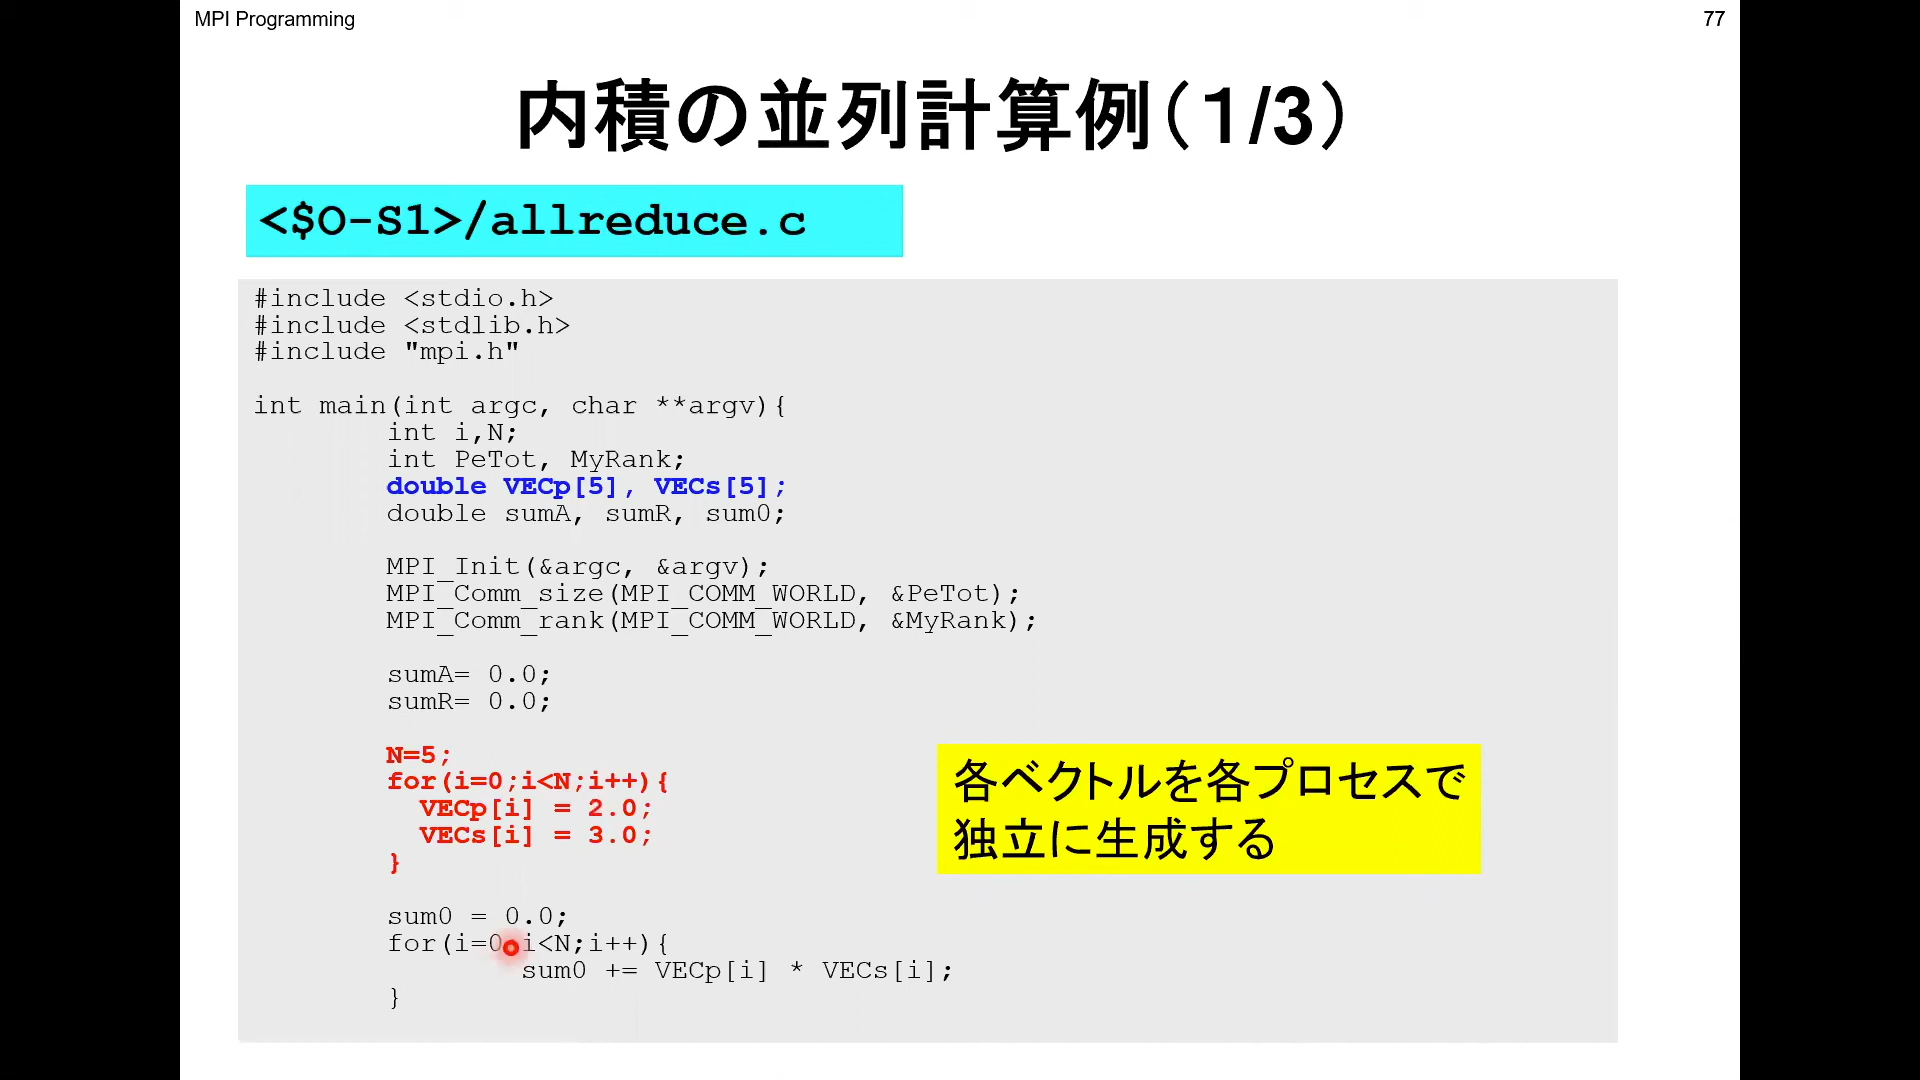 MPI Programming
77
内積の並列計算例（1/3）
<$O-S1>/allreduce.c
#include <stdio.h>
#include <stdlib.h>
#include "mpi.h"
int main(int argc, char **argv){
int i,N;
int PeTot, MyRank;
double VECp[5], VECs[5];
double sumA, sumR, sum0;
MPI_Init(&argc, &argv);
MPI_Comm_size(MPI_COMM_WORLD, &PeTot);
MPI_Comm_rank(MPI_COMM_WORLD, &MyRank);
sumA= 0.0;
sumR= 0.0;
N=5;
for(i=0;i<N;i++){
VECp[i] = 2.0;
VECs[i] = 3.0;
}
各ベクトルを各プロセスで
独立に生成する
sum0 = 0.0;
for(i=0;i<N;i++){
sum0 += VECp[i] * VECs[i];
}